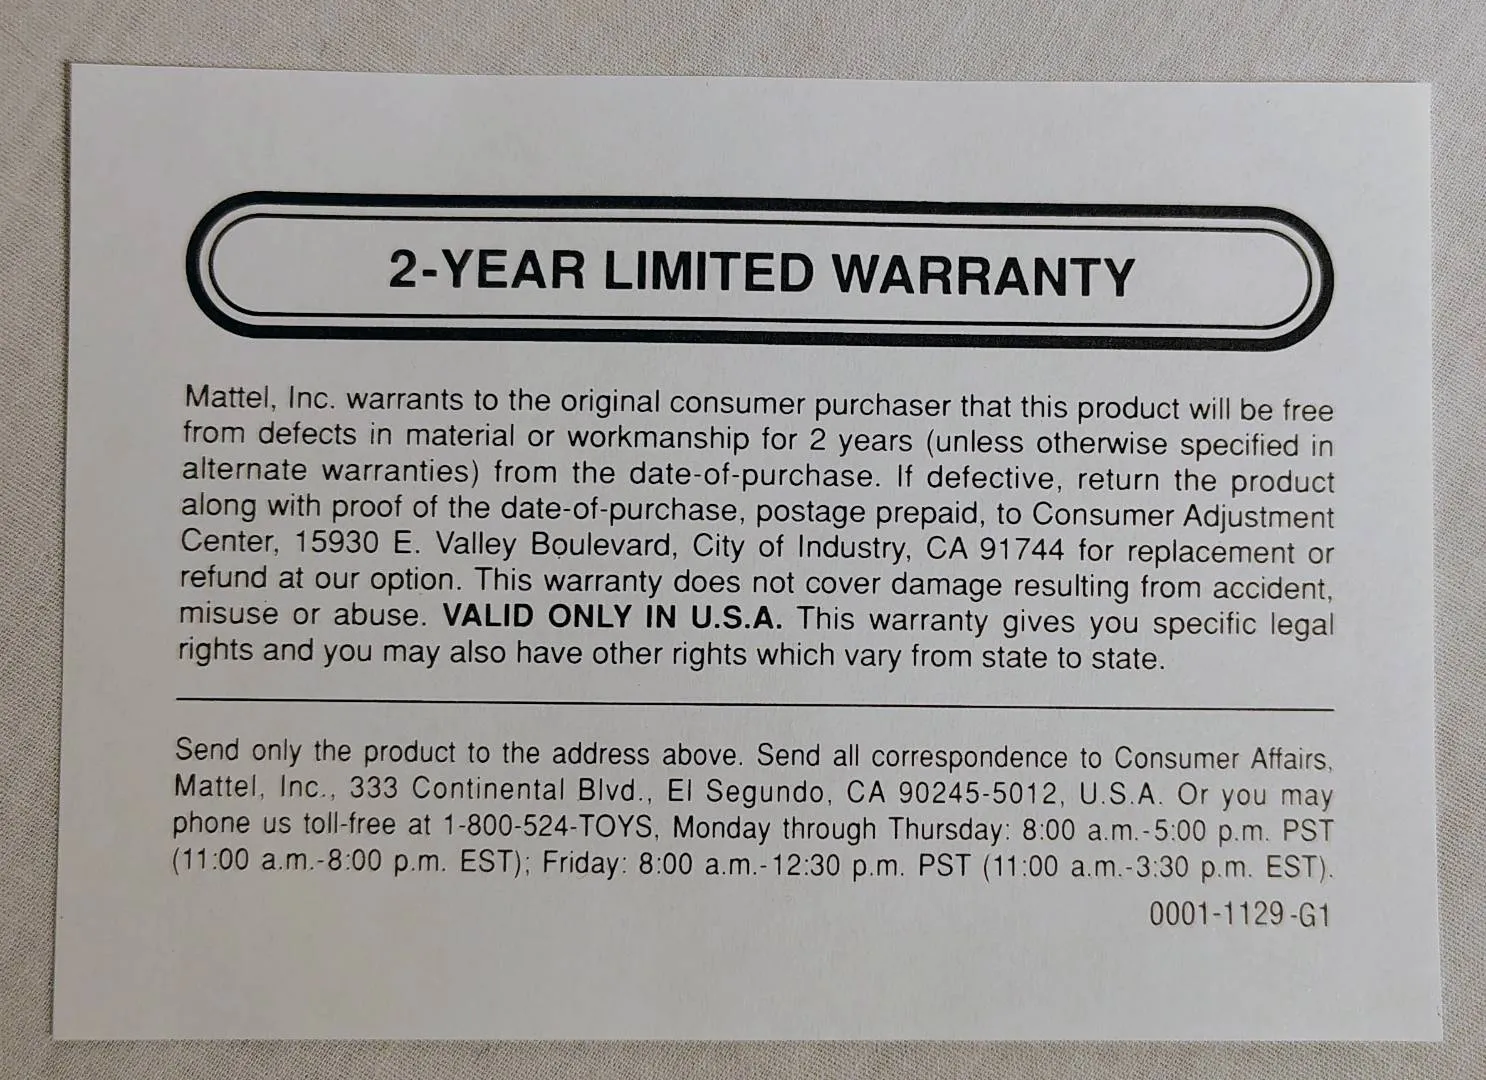 2-YEAR LIMITED WARRANTY
Mattel, Inc. warrants to the original consumer purchaser that this product will be free
from defects in material or workmanship for 2 years (unless otherwise specified in
alternate warranties) from the date-of-purchase. If defective, return the product
along with proof of the date-of-purchase, postage prepaid, to Consumer Adjustment
Center, 15930 E. Valley Boulevard, City of Industry, CA 91744 for replacement or
refund at our option. This warranty does not cover damage resulting from accident,
misuse or abuse. VALID ONLY IN U.S.A. This warranty gives you specific legal
rights and you may also have other rights which vary from state to state.
Send only the product to the address above. Send all correspondence to Consumer Affairs,
Mattel, Inc., 333 Continental Blvd., El Segundo, CA 90245-5012, U.S.A. Or you may
phone us toll-free at 1-800-524-TOYS, Monday through Thursday: 8:00 a.m.-5:00 p.m. PST
(11:00 a.m.-8:00 p.m. EST); Friday: 8:00 a.m.-12:30 p.m. PST (11:00 a.m.-3:30 p.m. EST).
0001-1129-G1